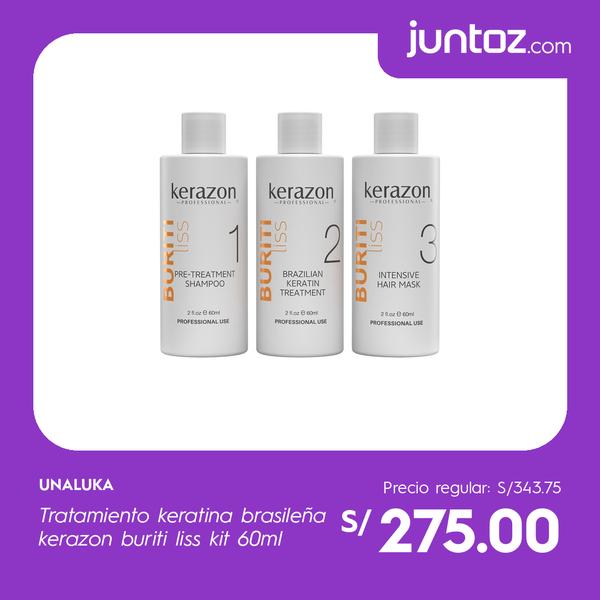 juntoz.com
kerazon
PROFESSIONAL
BURITI
liss
1
PRE-TREATMENT
SHAMPOO
2 fl.oz ℮ 60ml
PROFESSIONAL USE
kerazon
PROFESSIONAL
BURITI
liss
2
BRAZILIAN
KERATIN
TREATMENT
2 fl.oz ℮ 60ml
PROFESSIONAL USE
kerazon
PROFESSIONAL
BURITI
liss
3
INTENSIVE
HAIR MASK
2 fl.oz ℮ 60ml
PROFESSIONAL USE
UNALUKA
Tratamiento keratina brasileña
kerazon buriti liss kit 60ml
Precio regular: S/343.75
S/ 275.00